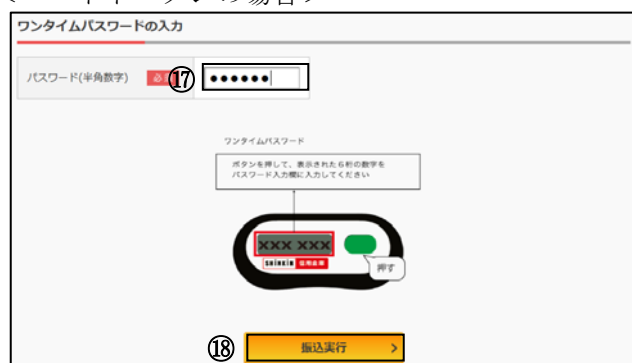 ワンタイムパスワードの入力
パスワード(半角数字)
⑰ ●●●●●●
ワンタイムパスワード
ボタンを押して、表示された6桁の数字を
パスワード入力欄に入力してください
XXX XXX
Shinkin 信用金庫
押す
⑱ 振込実行 >